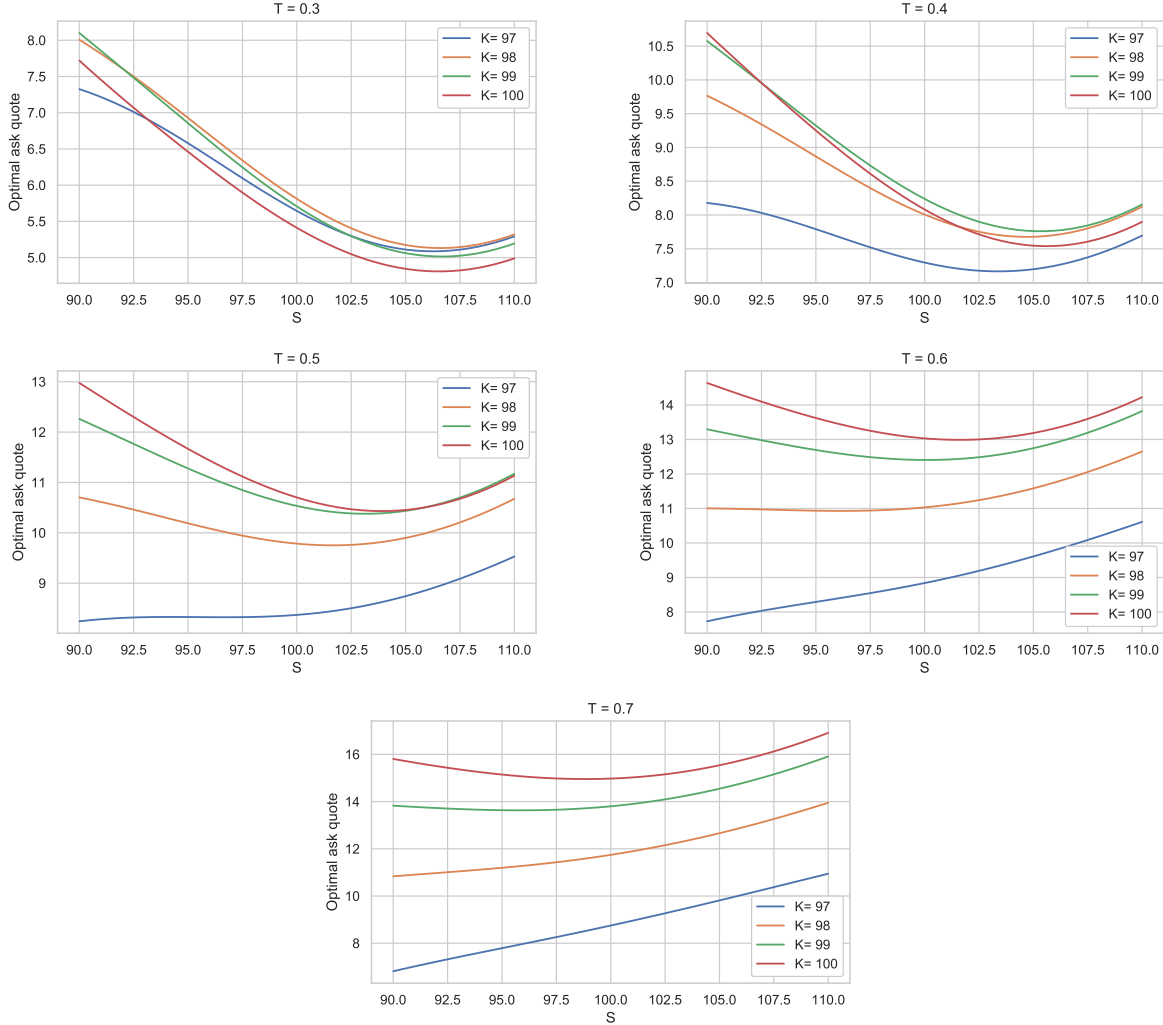 T = 0.3
Optimal ask quote
8.0
7.5
7.0
6.5
6.0
5.5
5.0
K= 97
K= 98
K= 99
K= 100
90.0 92.5 95.0 97.5 100.0 102.5 105.0 107.5 110.0
S
T = 0.4
Optimal ask quote
10.5
10.0
9.5
9.0
8.5
8.0
7.5
7.0
K= 97
K= 98
K= 99
K= 100
90.0 92.5 95.0 97.5 100.0 102.5 105.0 107.5 110.0
S
T = 0.5
Optimal ask quote
13
12
11
10
9
K= 97
K= 98
K= 99
K= 100
90.0 92.5 95.0 97.5 100.0 102.5 105.0 107.5 110.0
S
T = 0.6
Optimal ask quote
14
13
12
11
10
9
8
K= 97
K= 98
K= 99
K= 100
90.0 92.5 95.0 97.5 100.0 102.5 105.0 107.5 110.0
S
T = 0.7
Optimal ask quote
16
14
12
10
8
K= 97
K= 98
K= 99
K= 100
90.0 92.5 95.0 97.5 100.0 102.5 105.0 107.5 110.0
S